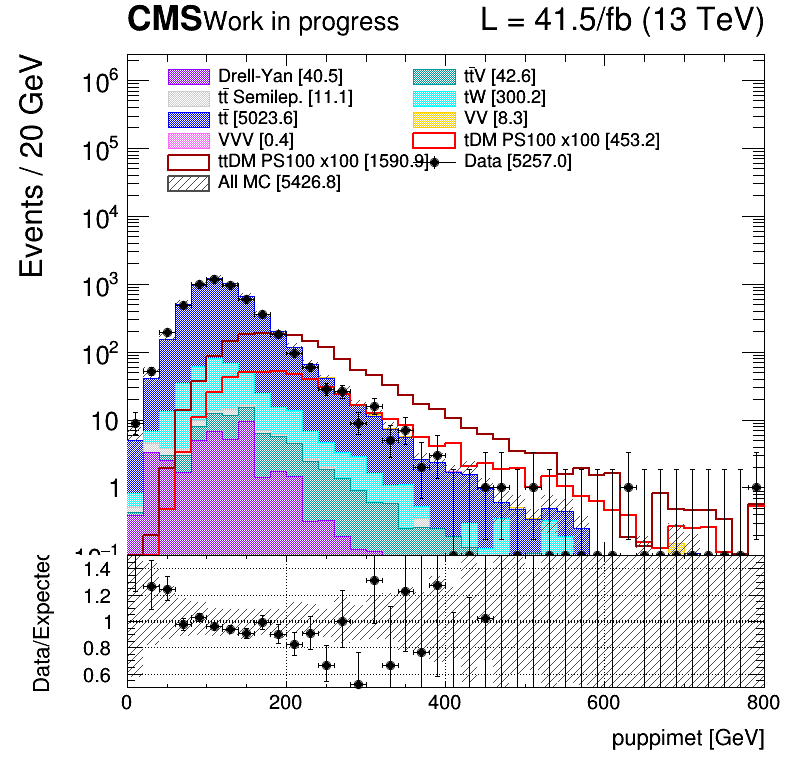 CMS Work in progress L = 41.5/fb (13 TeV)
Events / 20 GeV
10⁶
10⁵
10⁴
10³
10²
10
1
10⁻¹
Drell-Yan [40.5] tt̄V [42.6]
tt̄ Semilep. [11.1] tW [300.2]
tt̄ [5023.6] VV [8.3]
VVV [0.4] tDM PS100 x100 [453.2]
ttDM PS100 x100 [1590.9] Data [5257.0]
All MC [5426.8]
Data/Expected
1.4
1.2
1
0.8
0.6
0 200 400 600 800
puppimet [GeV]